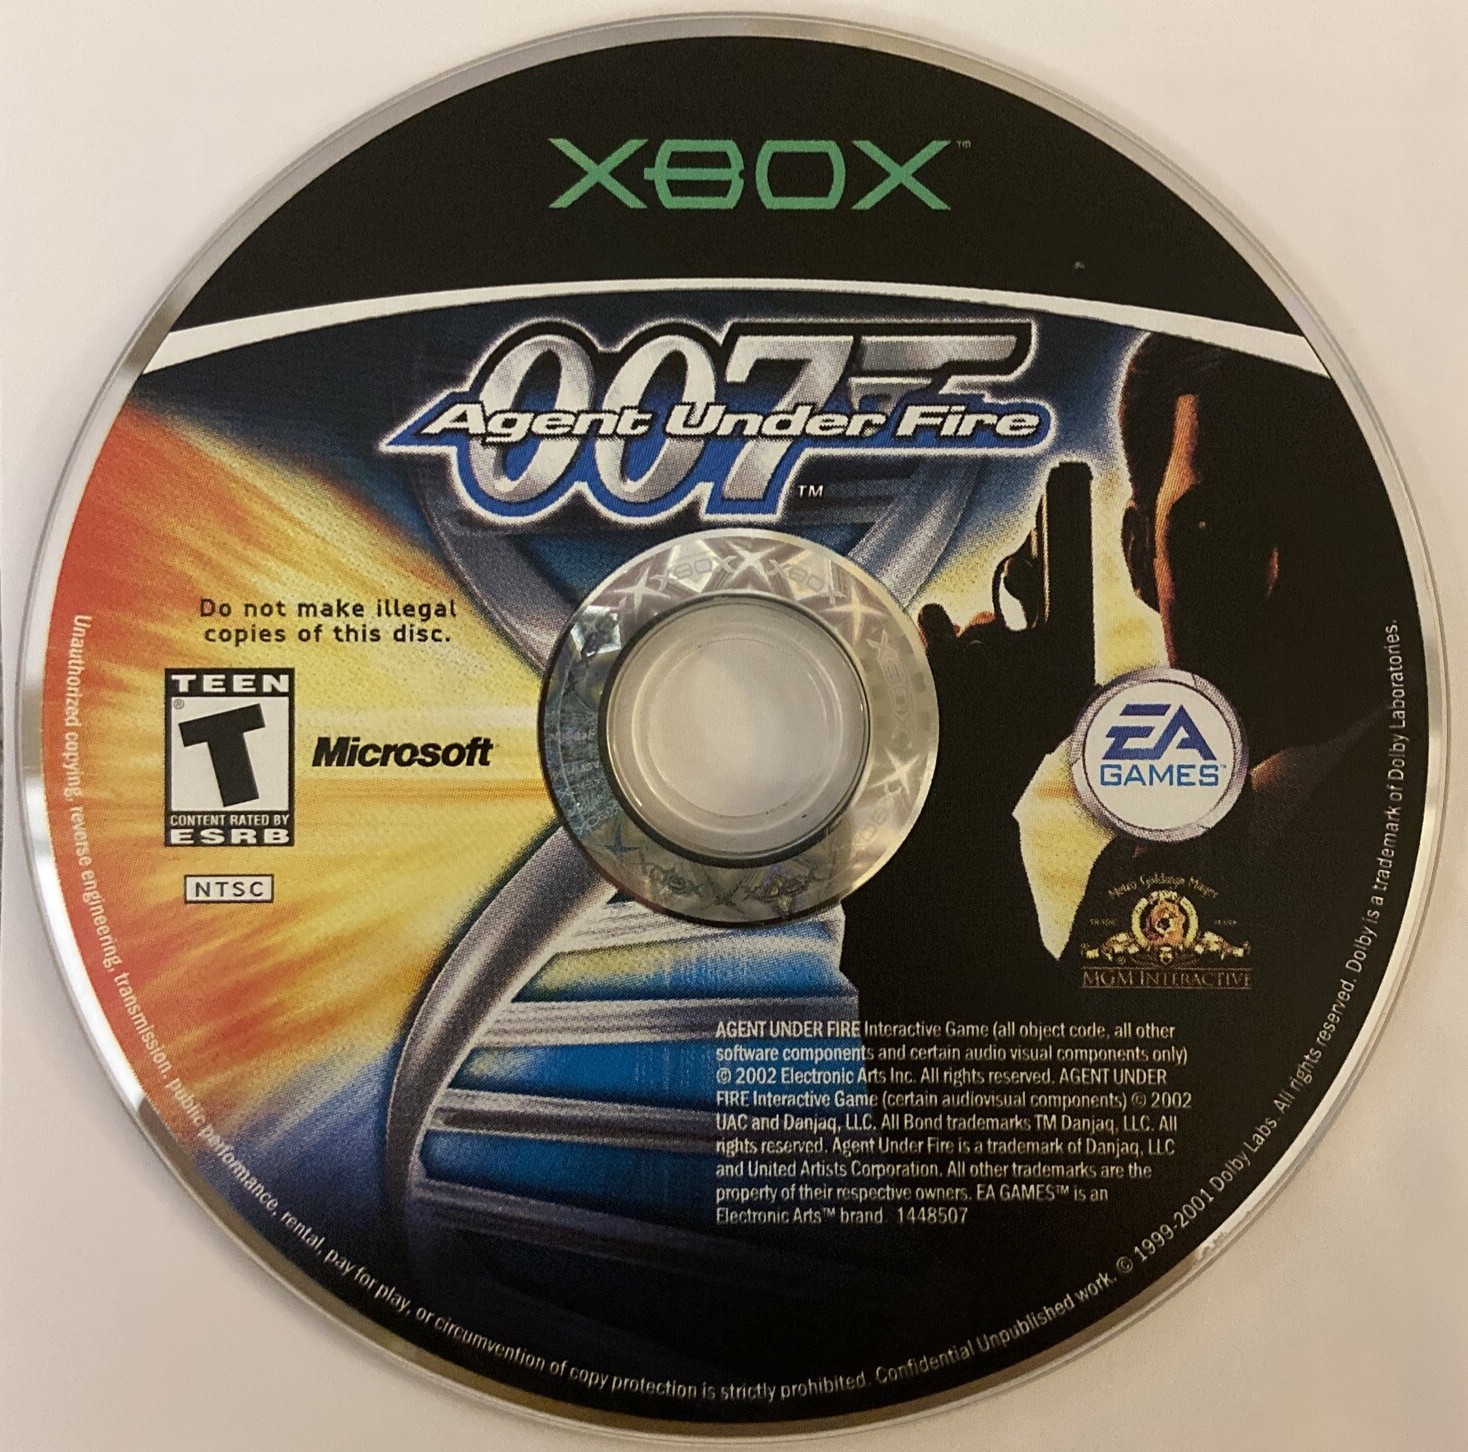 XBOX™
007
Agent Under Fire
™
Do not make illegal
copies of this disc.
TEEN
®
T
CONTENT RATED BY
ESRB
Microsoft
NTSC
EA
GAMES™
Metro Goldwyn Mayer
MGM INTERACTIVE
AGENT UNDER FIRE Interactive Game (all object code, all other
software components and certain audio visual components only)
© 2002 Electronic Arts Inc. All rights reserved. AGENT UNDER
FIRE Interactive Game (certain audiovisual components) © 2002
UAC and Danjaq, LLC. All Bond trademarks TM Danjaq, LLC. All
rights reserved. Agent Under Fire is a trademark of Danjaq, LLC
and United Artists Corporation. All other trademarks are the
property of their respective owners. EA GAMES™ is an
Electronic Arts™ brand. 1448507
Unauthorized copying, reverse engineering, transmission, public performance, rental, pay for play, or circumvention of copy protection is strictly prohibited. Confidential Unpublished work. © 1999-2001 Dolby Labs. All rights reserved. Dolby is a trademark of Dolby Laboratories.
XBOX XBOX XBOX